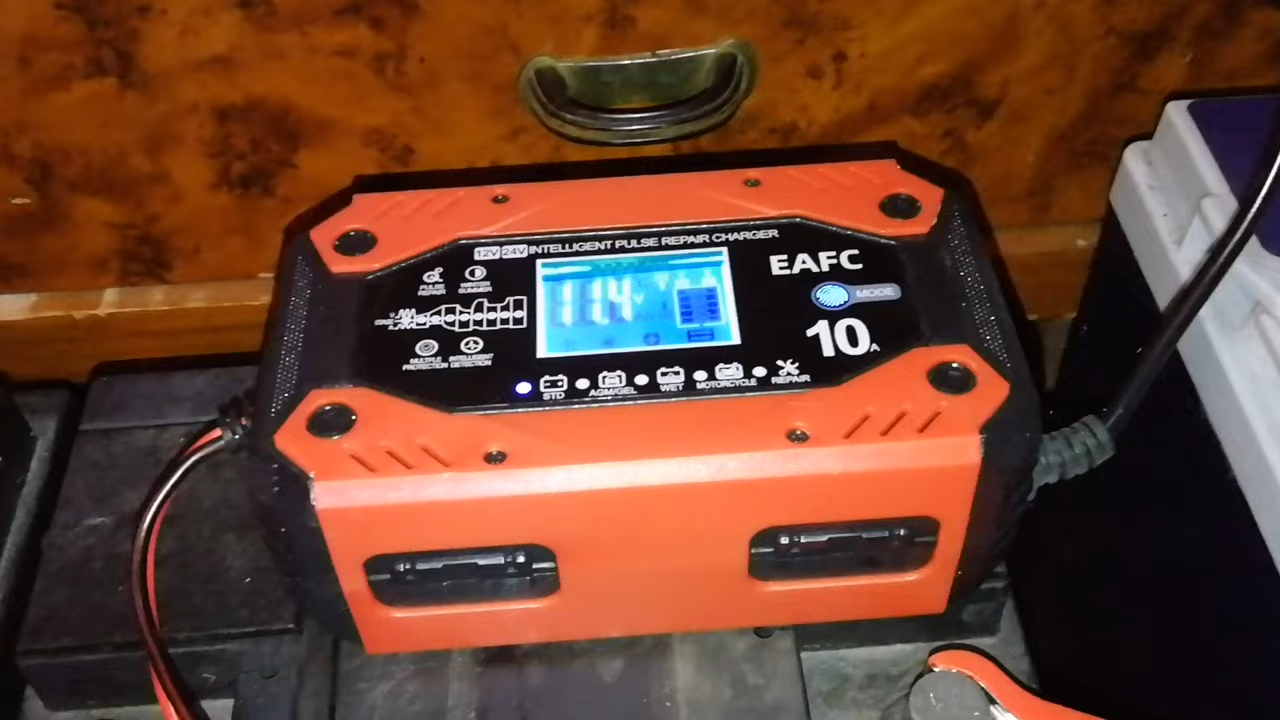 12V 24V INTELLIGENT PULSE REPAIR CHARGER
EAFC
PULSE
REPAIR
WINTER
SUMMER
MODE
10A
MULTIPLE
PROTECTION
INTELLIGENT
DETECTION
STD
AGM/GEL
WET
MOTORCYCLE
REPAIR